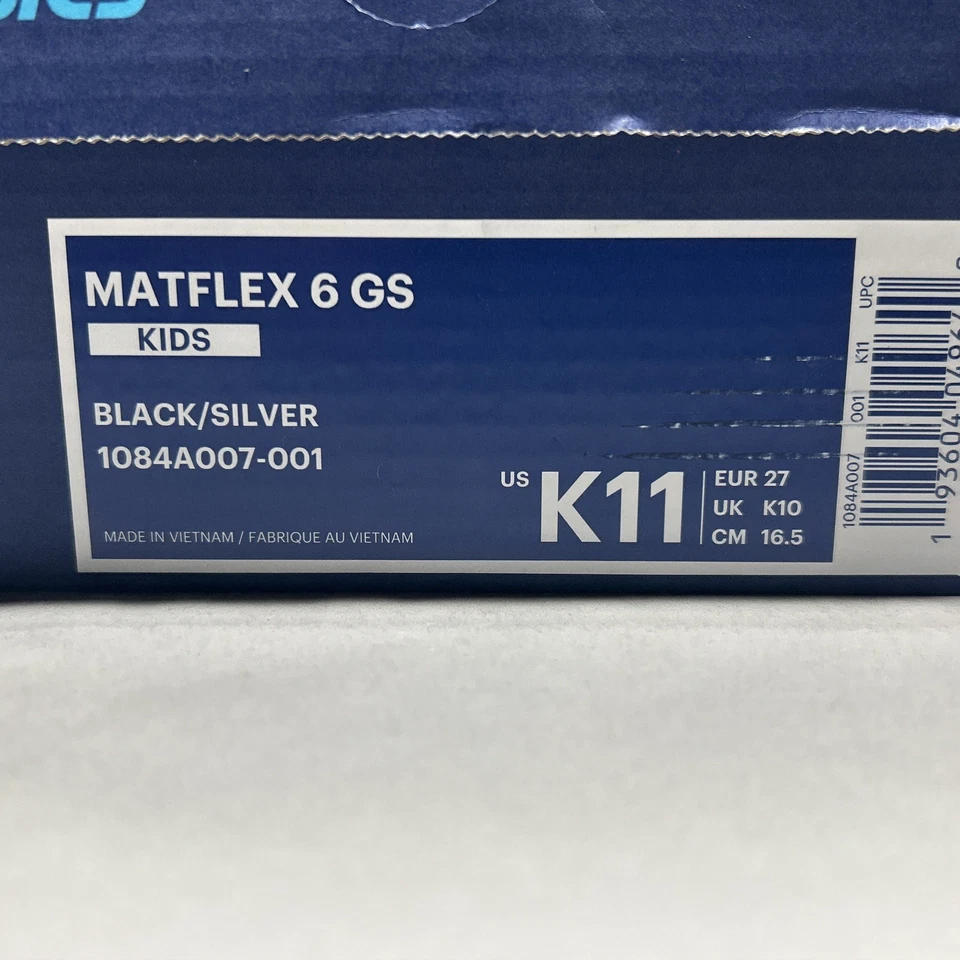 MATFLEX 6 GS
KIDS
BLACK/SILVER
1084A007-001
MADE IN VIETNAM / FABRIQUE AU VIETNAM
US K11
EUR 27
UK K10
CM 16.5
1084A007 001 K11 UPC